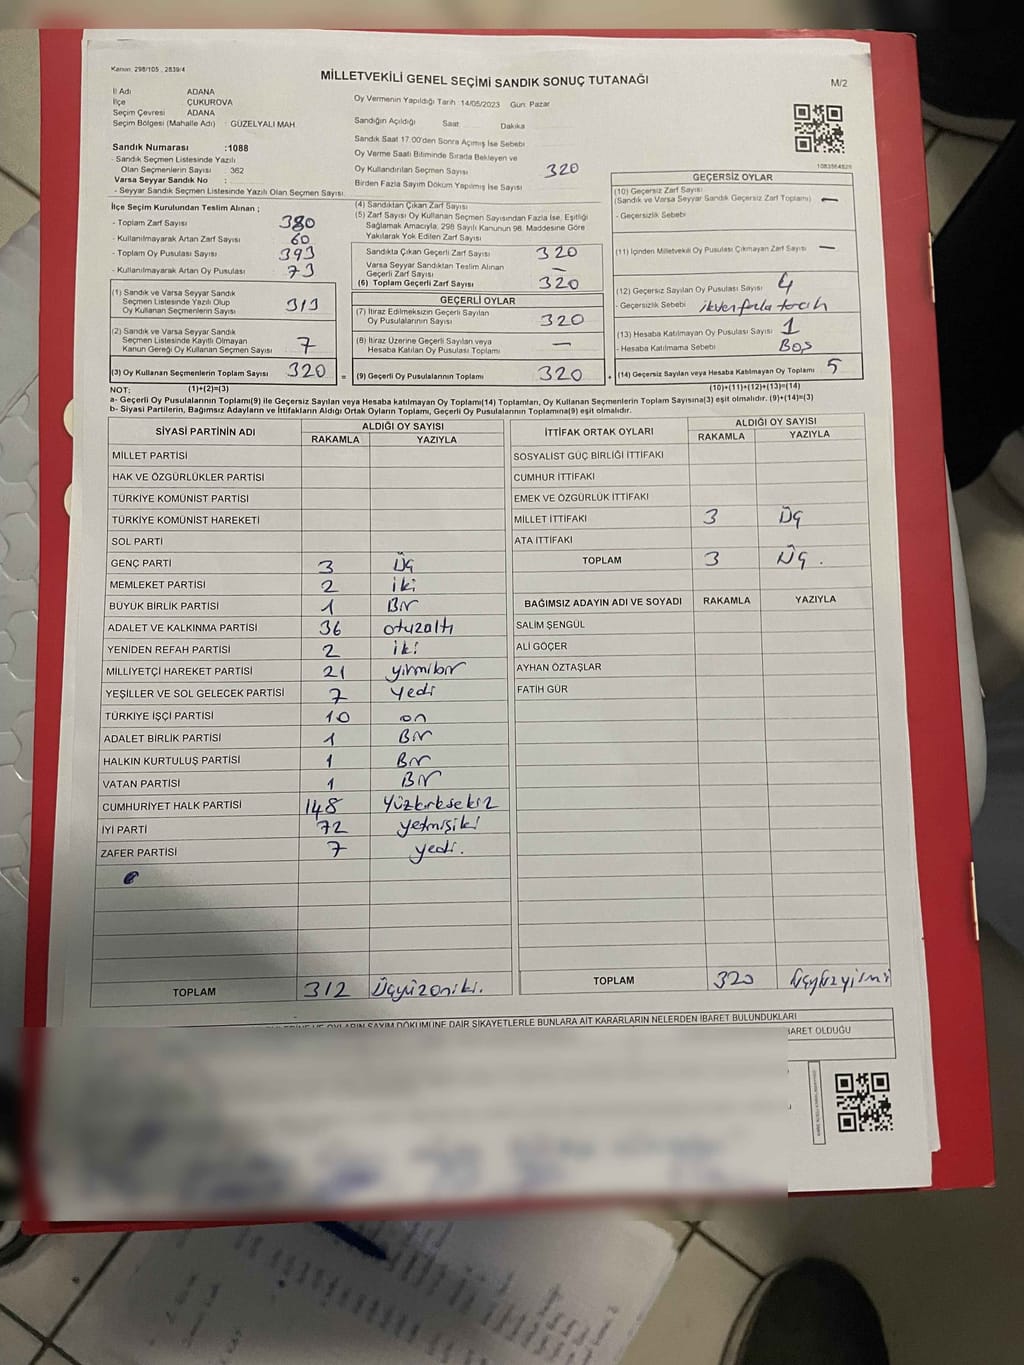 Kanun: 298/105 , 2839/4
MİLLETVEKİLİ GENEL SEÇİMİ SANDIK SONUÇ TUTANAĞI
M/2
İl Adı ADANA
İlçe ÇUKUROVA
Seçim Çevresi ADANA
Seçim Bölgesi (Mahalle Adı) : GÜZELYALI MAH.
Sandık Numarası :1088
- Sandık Seçmen Listesinde Yazılı
Olan Seçmenlerin Sayısı : 362
Varsa Seyyar Sandık No :
- Seyyar Sandık Seçmen Listesinde Yazılı Olan Seçmen Sayısı:
Oy Vermenin Yapıldığı Tarih :14/05/2023 Gün: Pazar
Sandığın Açıldığı Saat Dakika
Sandık Saat 17:00'den Sonra Açımış İse Sebebi
Oy Verme Saati Bitiminde Sırada Bekleyen ve
Oy Kullandırılan Seçmen Sayısı 320
Birden Fazla Sayım Döküm Yapılmış İse Sayısı
1083564825
İlçe Seçim Kurulundan Teslim Alınan ;
- Toplam Zarf Sayısı 380
- Kullanılmayarak Artan Zarf Sayısı 60
- Toplam Oy Pusulası Sayısı 393
- Kullanılmayarak Artan Oy Pusulası 73
(1) Sandık ve Varsa Seyyar Sandık
Seçmen Listesinde Yazılı Olup
Oy Kullanan Seçmenlerin Sayısı 313
(2) Sandık ve Varsa Seyyar Sandık
Seçmen Listesinde Kayıtlı Olmayan
Kanun Gereği Oy Kullanan Seçmen Sayısı 7
(3) Oy Kullanan Seçmenlerin Toplam Sayısı 320 =
(4) Sandıktan Çıkan Zarf Sayısı
(5) Zarf Sayısı Oy Kullanan Seçmen Sayısından Fazla İse, Eşitliği
Sağlamak Amacıyla, 298 Sayılı Kanunun 98. Maddesine Göre
Yakılarak Yok Edilen Zarf Sayısı
Sandıkta Çıkan Geçerli Zarf Sayısı 320
Varsa Seyyar Sandıktan Teslim Alınan
Geçerli Zarf Sayısı —
(6) Toplam Geçerli Zarf Sayısı 320
GEÇERLİ OYLAR
(7) İtiraz Edilmeksizin Geçerli Sayılan
Oy Pusulalarının Sayısı 320
(8) İtiraz Üzerine Geçerli Sayılan veya
Hesaba Katılan Oy Pusulası Toplamı —
(9) Geçerli Oy Pusulalarının Toplamı 320
GEÇERSİZ OYLAR
(10) Geçersiz Zarf Sayısı
(Sandık ve Varsa Seyyar Sandık Geçersiz Zarf Toplamı) —
- Geçersizlik Sebebi
(11) İçinden Milletvekili Oy Pusulası Çıkmayan Zarf Sayısı —
(12) Geçersiz Sayılan Oy Pusulası Sayısı 4
- Geçersizlik Sebebi ikvenfazla tercih
(13) Hesaba Katılmayan Oy Pusulası Sayısı 1
- Hesaba Katılmama Sebebi Boş
+ (14) Geçersiz Sayılan veya Hesaba Katılmayan Oy Toplamı 5
NOT: (1)+(2)=(3) (10)+(11)+(12)+(13)=(14)
a- Geçerli Oy Pusulalarının Toplamı(9) ile Geçersiz Sayılan veya Hesaba katılmayan Oy Toplamı(14) Toplamları, Oy Kullanan Seçmenlerin Toplam Sayısına(3) eşit olmalıdır. (9)+(14)=(3)
b- Siyasi Partilerin, Bağımsız Adayların ve İttifakların Aldığı Ortak Oyların Toplamı, Geçerli Oy Pusulalarının Toplamına(9) eşit olmalıdır.
SİYASİ PARTİNİN ADI ALDIĞI OY SAYISI
RAKAMLA YAZIYLA
MİLLET PARTİSİ
HAK VE ÖZGÜRLÜKLER PARTİSİ
TÜRKİYE KOMÜNİST PARTİSİ
TÜRKİYE KOMÜNİST HAREKETİ
SOL PARTİ
GENÇ PARTİ 3 Üç
MEMLEKET PARTİSİ 2 iki
BÜYÜK BİRLİK PARTİSİ 1 Bir
ADALET VE KALKINMA PARTİSİ 36 otuzaltı
YENİDEN REFAH PARTİSİ 2 iki
MİLLİYETÇİ HAREKET PARTİSİ 21 yirmibir
YEŞİLLER VE SOL GELECEK PARTİSİ 7 yedi
TÜRKİYE İŞÇİ PARTİSİ 10 on
ADALET BİRLİK PARTİSİ 1 Bir
HALKIN KURTULUŞ PARTİSİ 1 Bir
VATAN PARTİSİ 1 Bir
CUMHURİYET HALK PARTİSİ 148 Yüzkırksekiz
İYİ PARTİ 72 yetmişiki
ZAFER PARTİSİ 7 yedi.
TOPLAM 312 Üçyüzoniki.
İTTİFAK ORTAK OYLARI ALDIĞI OY SAYISI
RAKAMLA YAZIYLA
SOSYALİST GÜÇ BİRLİĞİ İTTİFAKI
CUMHUR İTTİFAKI
EMEK VE ÖZGÜRLÜK İTTİFAKI
MİLLET İTTİFAKI 3 Üç
ATA İTTİFAKI
TOPLAM 3 Üç.
BAĞIMSIZ ADAYIN ADI VE SOYADI RAKAMLA YAZIYLA
SALİM ŞENGÜL
ALİ GÖÇER
AYHAN ÖZTAŞLAR
FATİH GÜR
TOPLAM 320 Üçyüzyirmi
OYLARIN SAYIM DÖKÜMÜNE DAİR ŞİKAYETLERLE BUNLARA AİT KARARLARIN NELERDEN İBARET BULUNDUKLARI
İBARET OLDUĞU